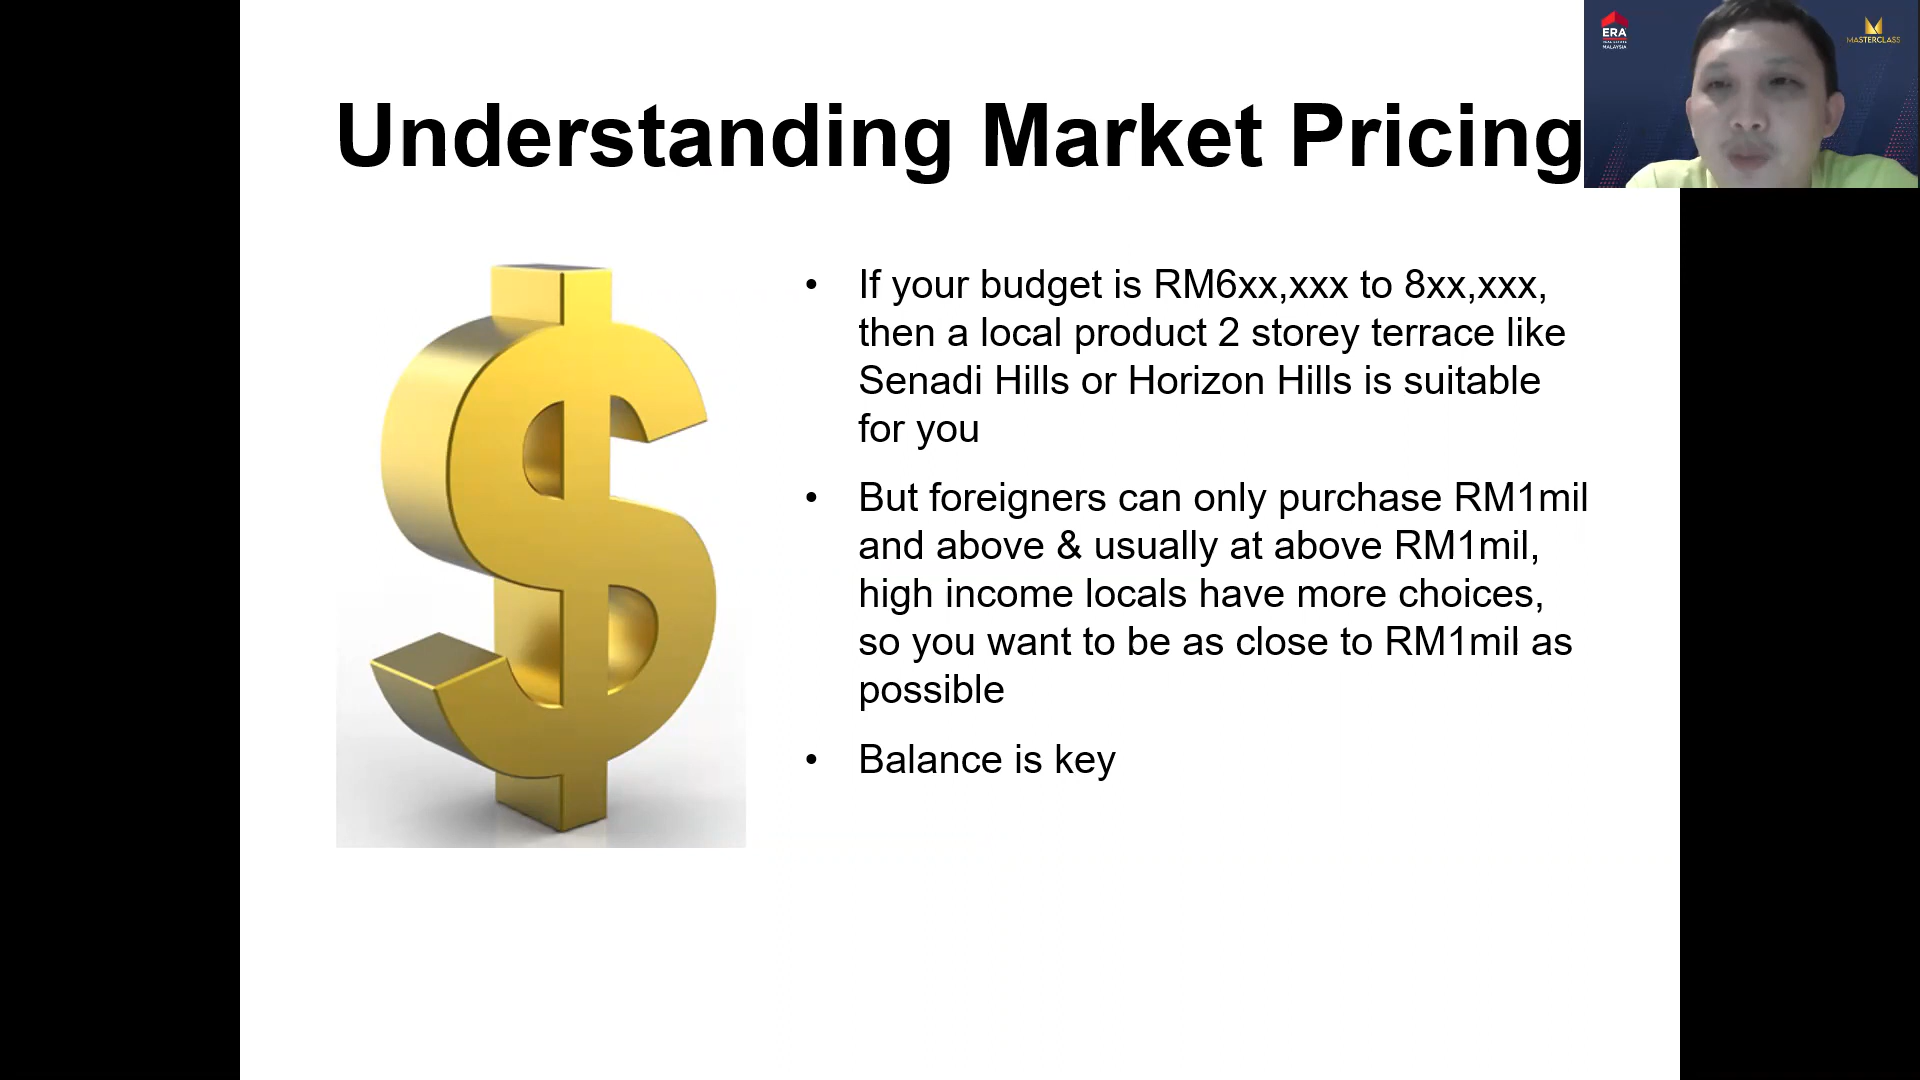 Understanding Market Pricing
ERA
MALAYSIA
MASTERCLASS
• If your budget is RM6xx,xxx to 8xx,xxx,
then a local product 2 storey terrace like
Senadi Hills or Horizon Hills is suitable
for you
• But foreigners can only purchase RM1mil
and above & usually at above RM1mil,
high income locals have more choices,
so you want to be as close to RM1mil as
possible
• Balance is key